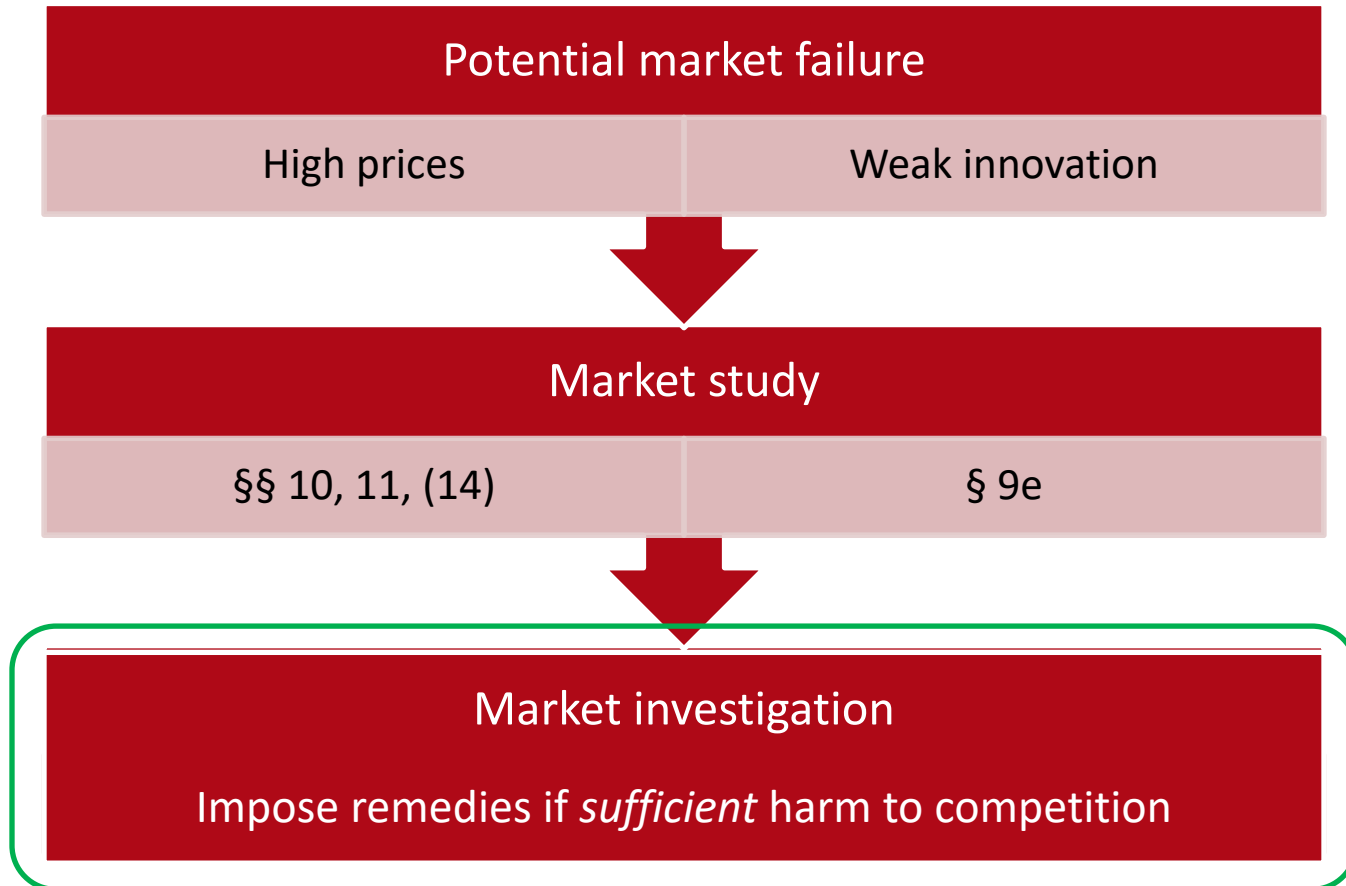 Potential market failure
High prices
Weak innovation
Market study
§§ 10, 11, (14)
§ 9e
Market investigation
Impose remedies if sufficient harm to competition